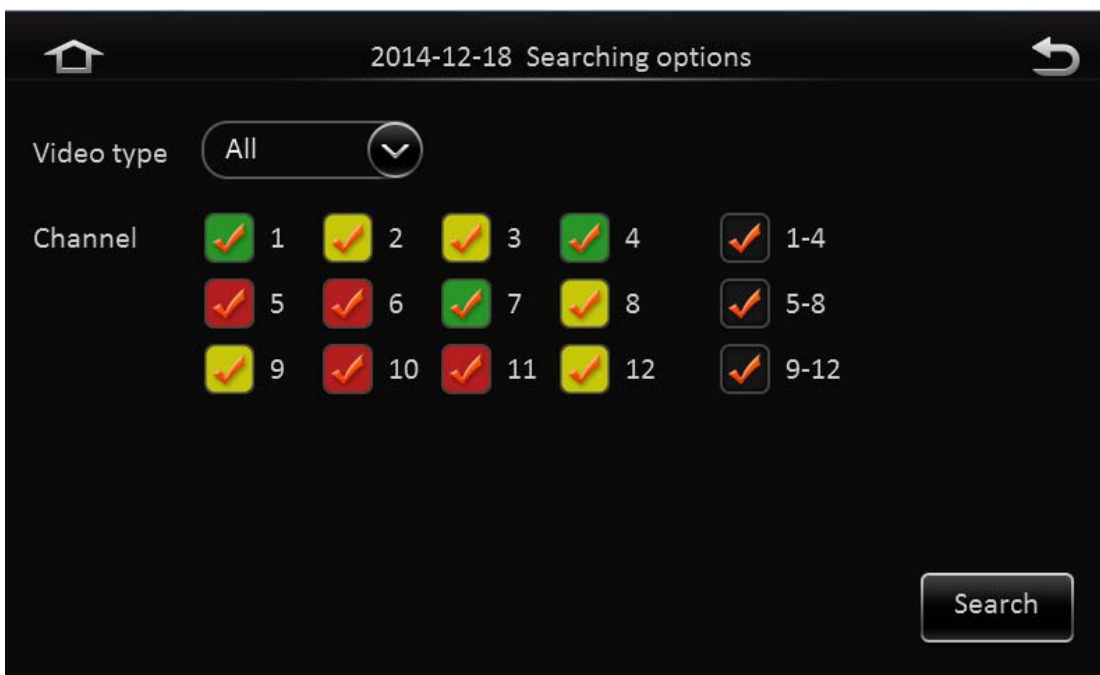 2014-12-18 Searching options
Video type All
Channel 1 2 3 4 1-4
5 6 7 8 5-8
9 10 11 12 9-12
Search